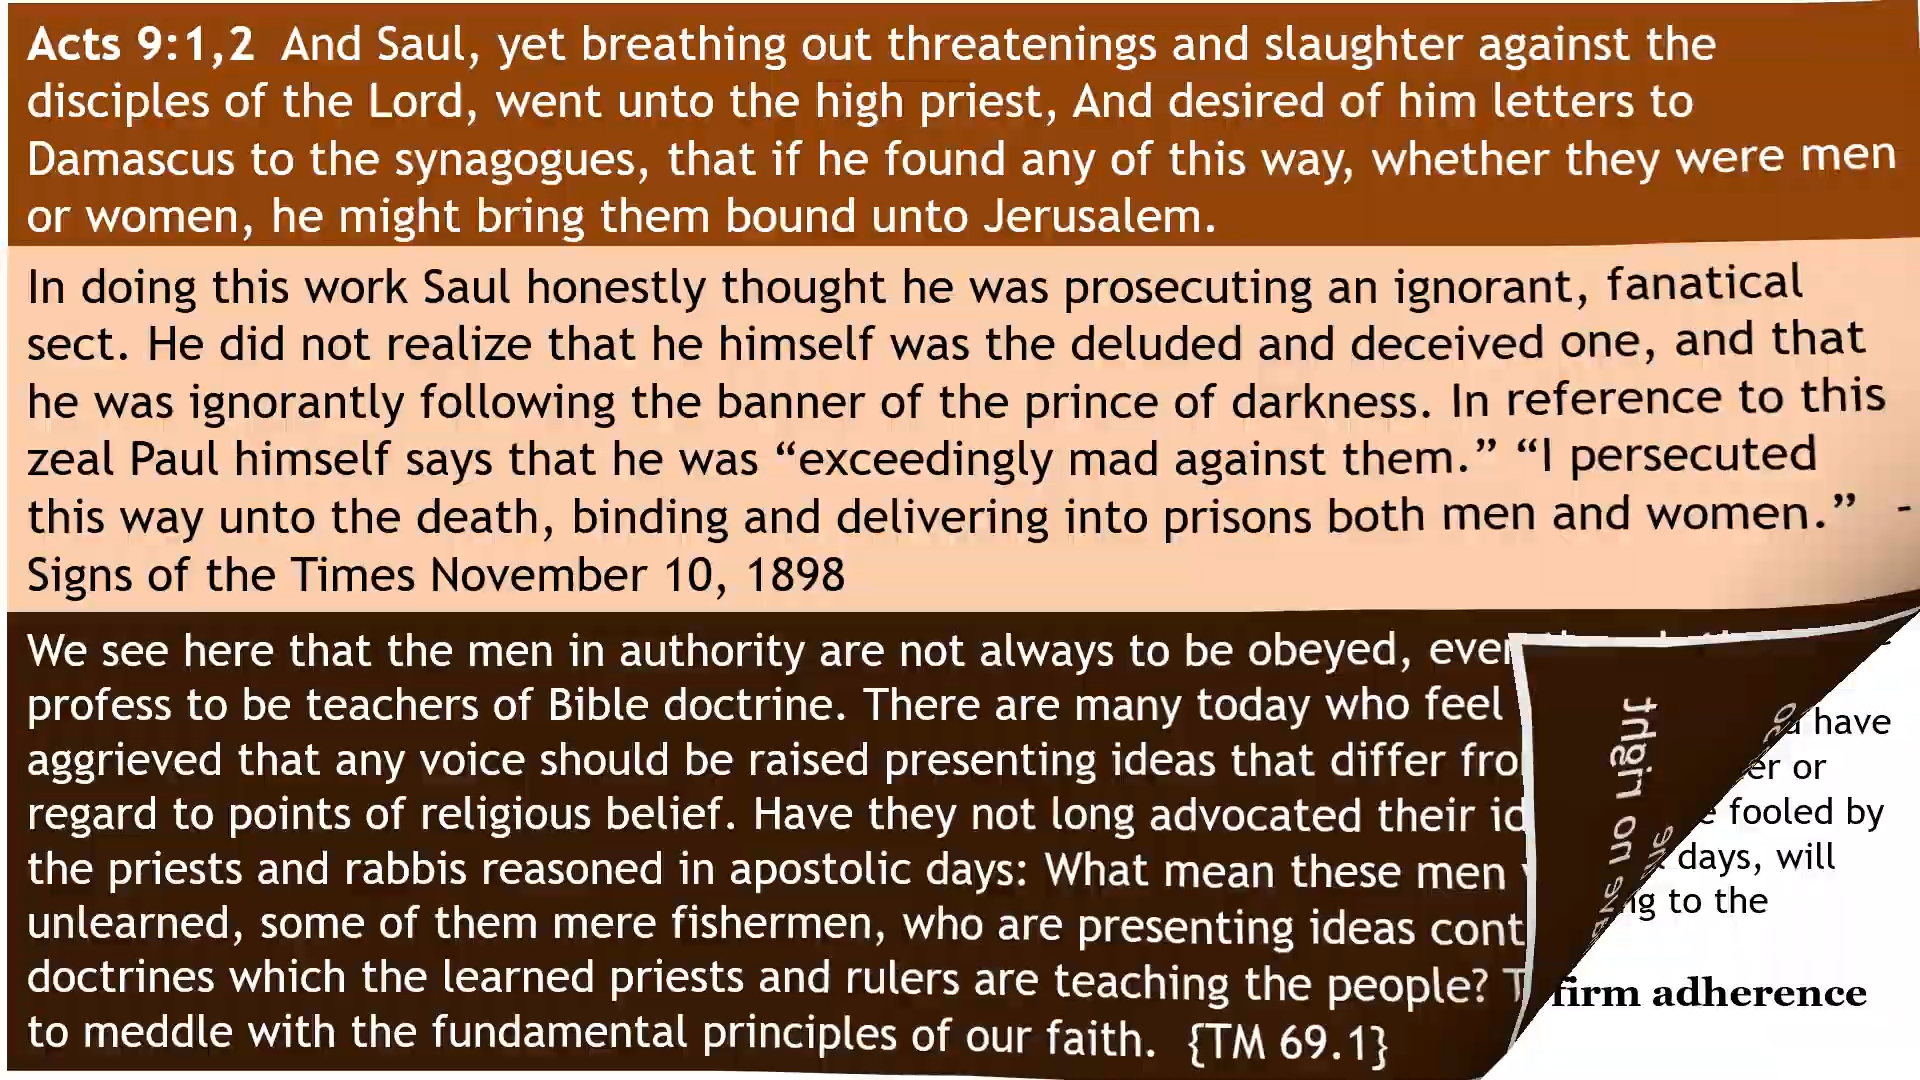 Acts 9:1,2 And Saul, yet breathing out threatenings and slaughter against the
disciples of the Lord, went unto the high priest, And desired of him letters to
Damascus to the synagogues, that if he found any of this way, whether they were men
or women, he might bring them bound unto Jerusalem.
In doing this work Saul honestly thought he was prosecuting an ignorant, fanatical
sect. He did not realize that he himself was the deluded and deceived one, and that
he was ignorantly following the banner of the prince of darkness. In reference to this
zeal Paul himself says that he was “exceedingly mad against them.” “I persecuted
this way unto the death, binding and delivering into prisons both men and women.” -
Signs of the Times November 10, 1898
We see here that the men in authority are not always to be obeyed,
profess to be teachers of Bible doctrine. There are many today who feel
aggrieved that any voice should be raised presenting ideas that differ
regard to points of religious belief. Have they not long advocated their
the priests and rabbis reasoned in apostolic days: What mean these men
unlearned, some of them mere fishermen, who are presenting ideas
doctrines which the learned priests and rulers are teaching the people?
to meddle with the fundamental principles of our faith. {TM 69.1}
right
no
have
or
fooled by
days, will
to the
firm adherence